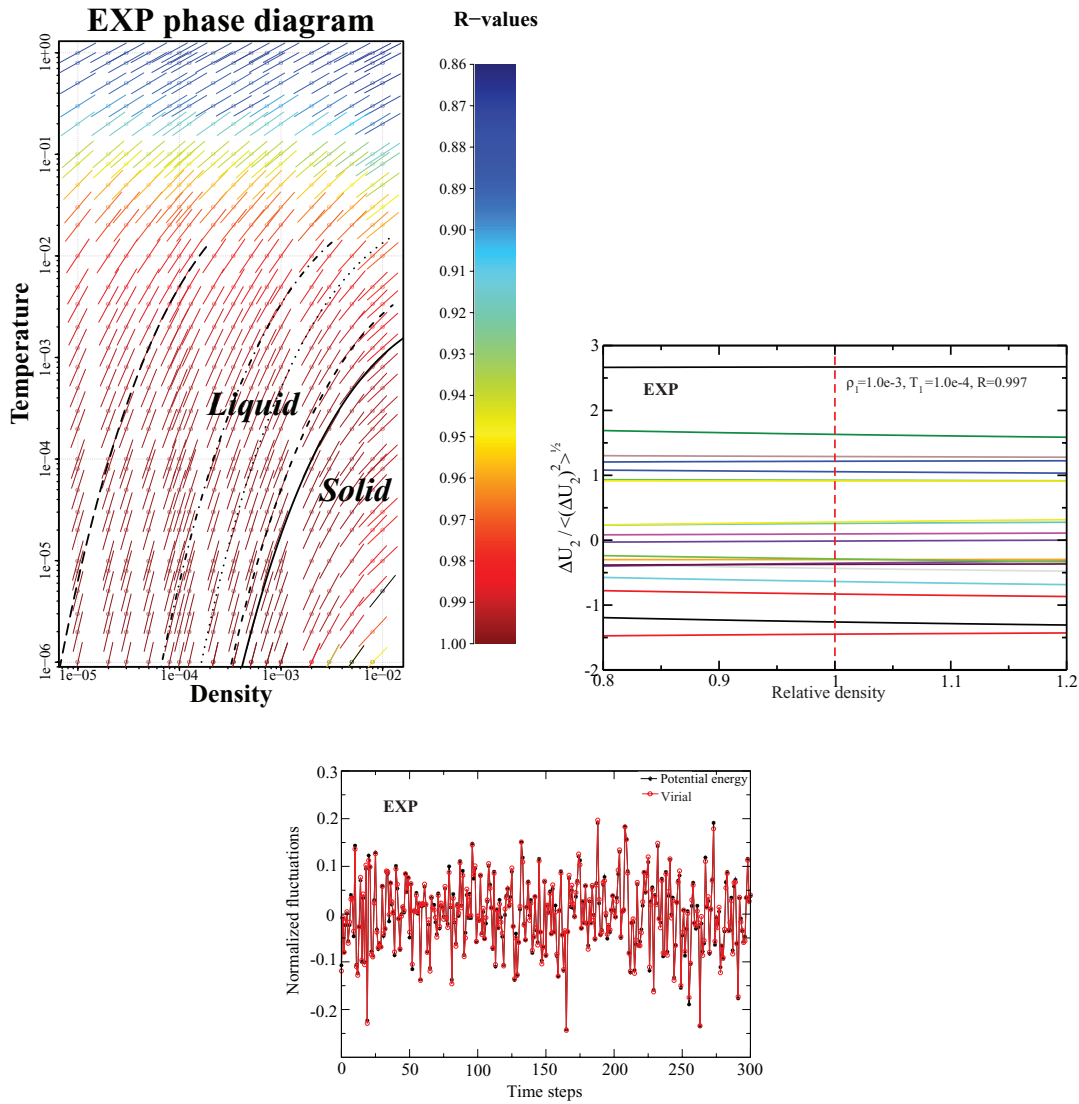 EXP phase diagram
R−values
Temperature
1e+00
1e−01
1e−02
1e−03
1e−04
1e−05
1e−06
Liquid
Solid
1e−05
1e−04
1e−03
1e−02
Density
0.86
0.87
0.88
0.89
0.90
0.91
0.92
0.93
0.94
0.95
0.96
0.97
0.98
0.99
1.00
ΔU2 / <(ΔU2)²>^½
3
2
1
0
-1
-2
EXP
ρ1=1.0e-3, T1=1.0e-4, R=0.997
0.8
0.9
1
1.1
1.2
Relative density
Normalized fluctuations
0.3
0.2
0.1
0
-0.1
-0.2
EXP
Potential energy
Virial
0
50
100
150
200
250
300
Time steps